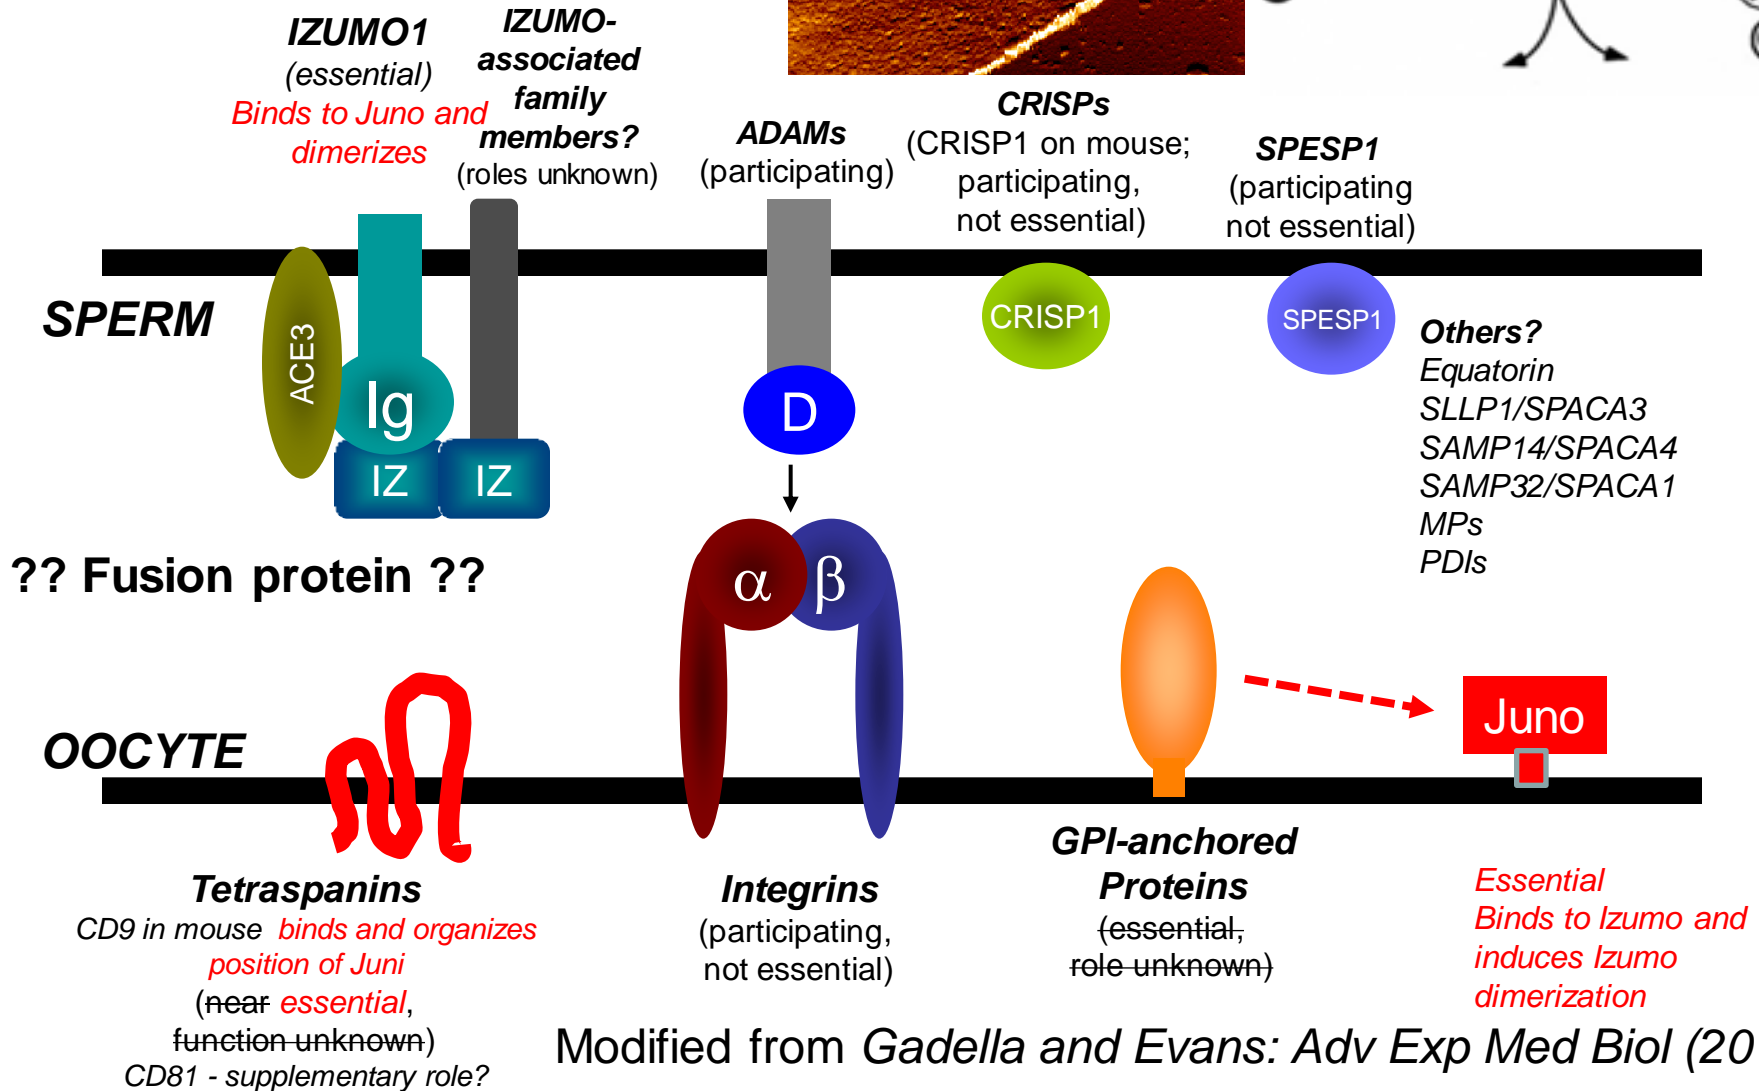 IZUMO1
(essential)
Binds to Juno and
dimerizes
IZUMO-
associated
family
members?
(roles unknown)
ADAMs
(participating)
CRISPs
(CRISP1 on mouse;
participating,
not essential)
SPESP1
(participating
not essential)
SPERM
ACE3
Ig
IZ
IZ
D
CRISP1
SPESP1
Others?
Equatorin
SLLP1/SPACA3
SAMP14/SPACA4
SAMP32/SPACA1
MPs
PDIs
?? Fusion protein ??
α
β
Juno
OOCYTE
Tetraspanins
CD9 in mouse binds and organizes
position of Juni
(near essential,
function unknown)
CD81 - supplementary role?
Integrins
(participating,
not essential)
GPI-anchored
Proteins
(essential,
role unknown)
Essential
Binds to Izumo and
induces Izumo
dimerization
Modified from Gadella and Evans: Adv Exp Med Biol (20